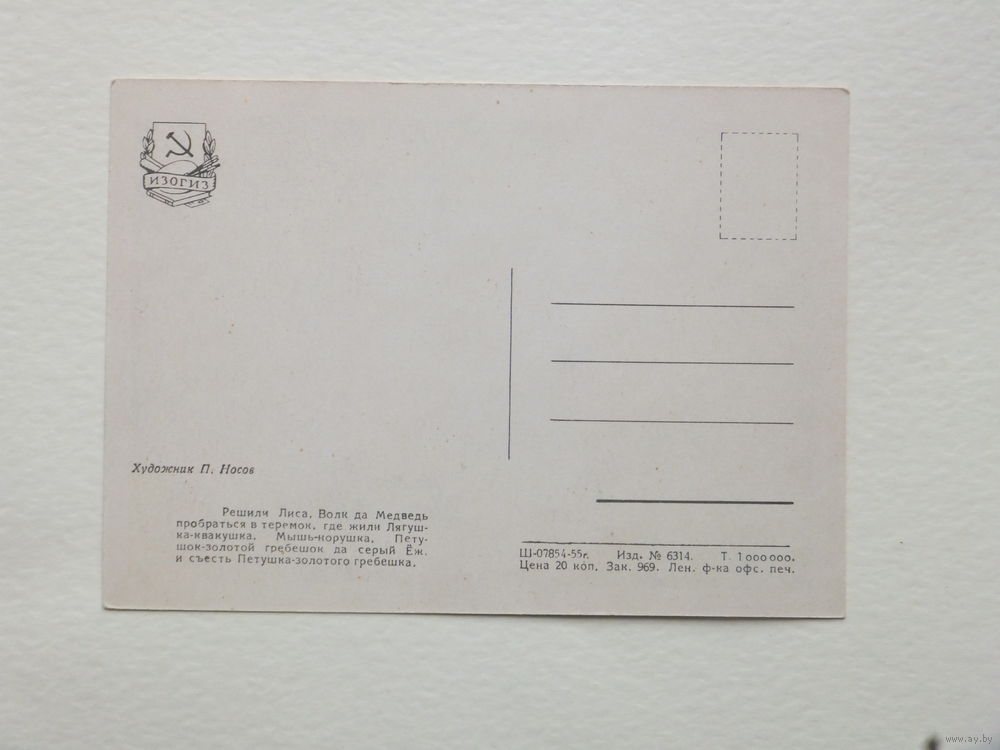 ИЗОГИЗ
Художник П. Носов
Решили Лиса, Волк да Медведь
пробраться в теремок, где жили Лягуш-
ка-квакушка, Мышь-норушка, Пету-
шок-золотой гребешок да серый Ёж,
и съесть Петушка-золотого гребешка.
Ш-07854-55г. Изд. № 6314. Т. 1 000 000.
Цена 20 коп. Зак. 969. Лен. ф-ка офс. печ.
www.ay.by